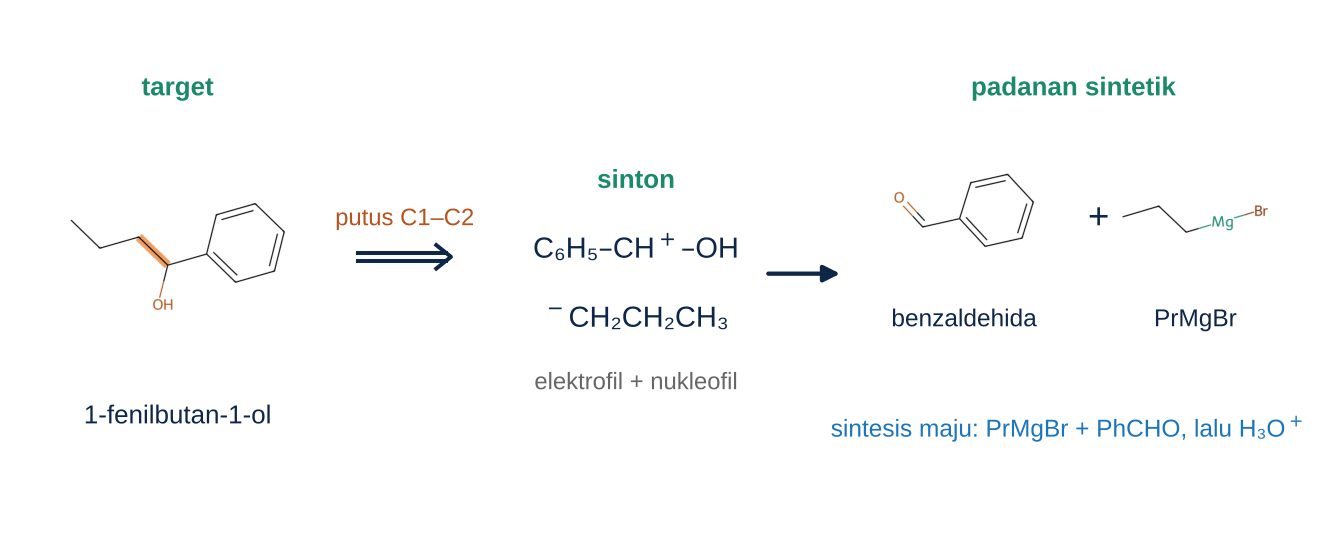 target
OH
1-fenilbutan-1-ol
putus C1–C2
sinton
C₆H₅–CH⁺–OH
⁻CH₂CH₂CH₃
elektrofil + nukleofil
padanan sintetik
O
+
Mg
Br
benzaldehida
PrMgBr
sintesis maju: PrMgBr + PhCHO, lalu H₃O⁺